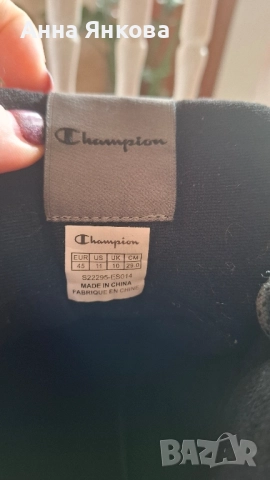 Анна Янкова
Champion
Champion
EUR US UK CM
45 11 10 29.0
S22295-ES014
MADE IN CHINA
FABRIQUE EN CHINE
BAZAR